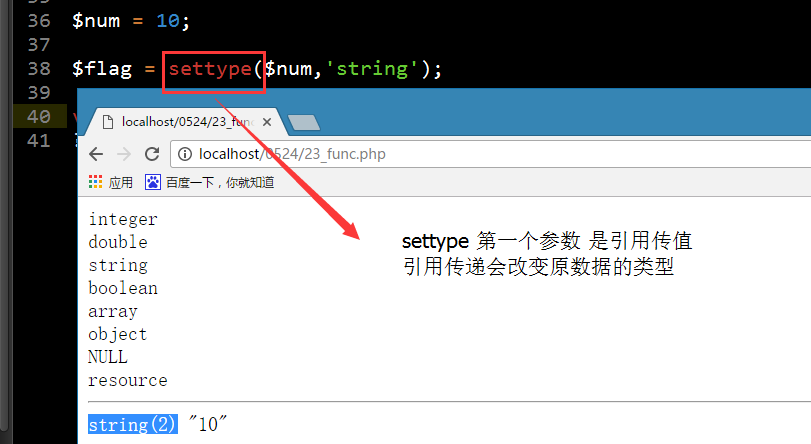 36 $num = 10;
37
38 $flag = settype($num,'string');
39
40
41
localhost/0524/23_func
localhost/0524/23_func.php
应用 百度一下，你就知道
integer
double
string
boolean
array
object
NULL
resource
settype 第一个参数 是引用传值
引用传递会改变原数据的类型
string(2) "10"